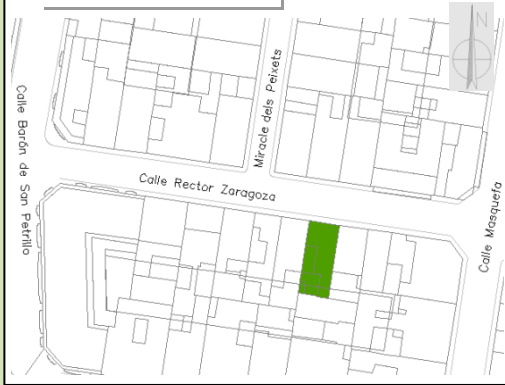 N
Calle Barón de San Petrillo
Miracle dels Peixets
Calle Rector Zaragoza
Calle Masquefa